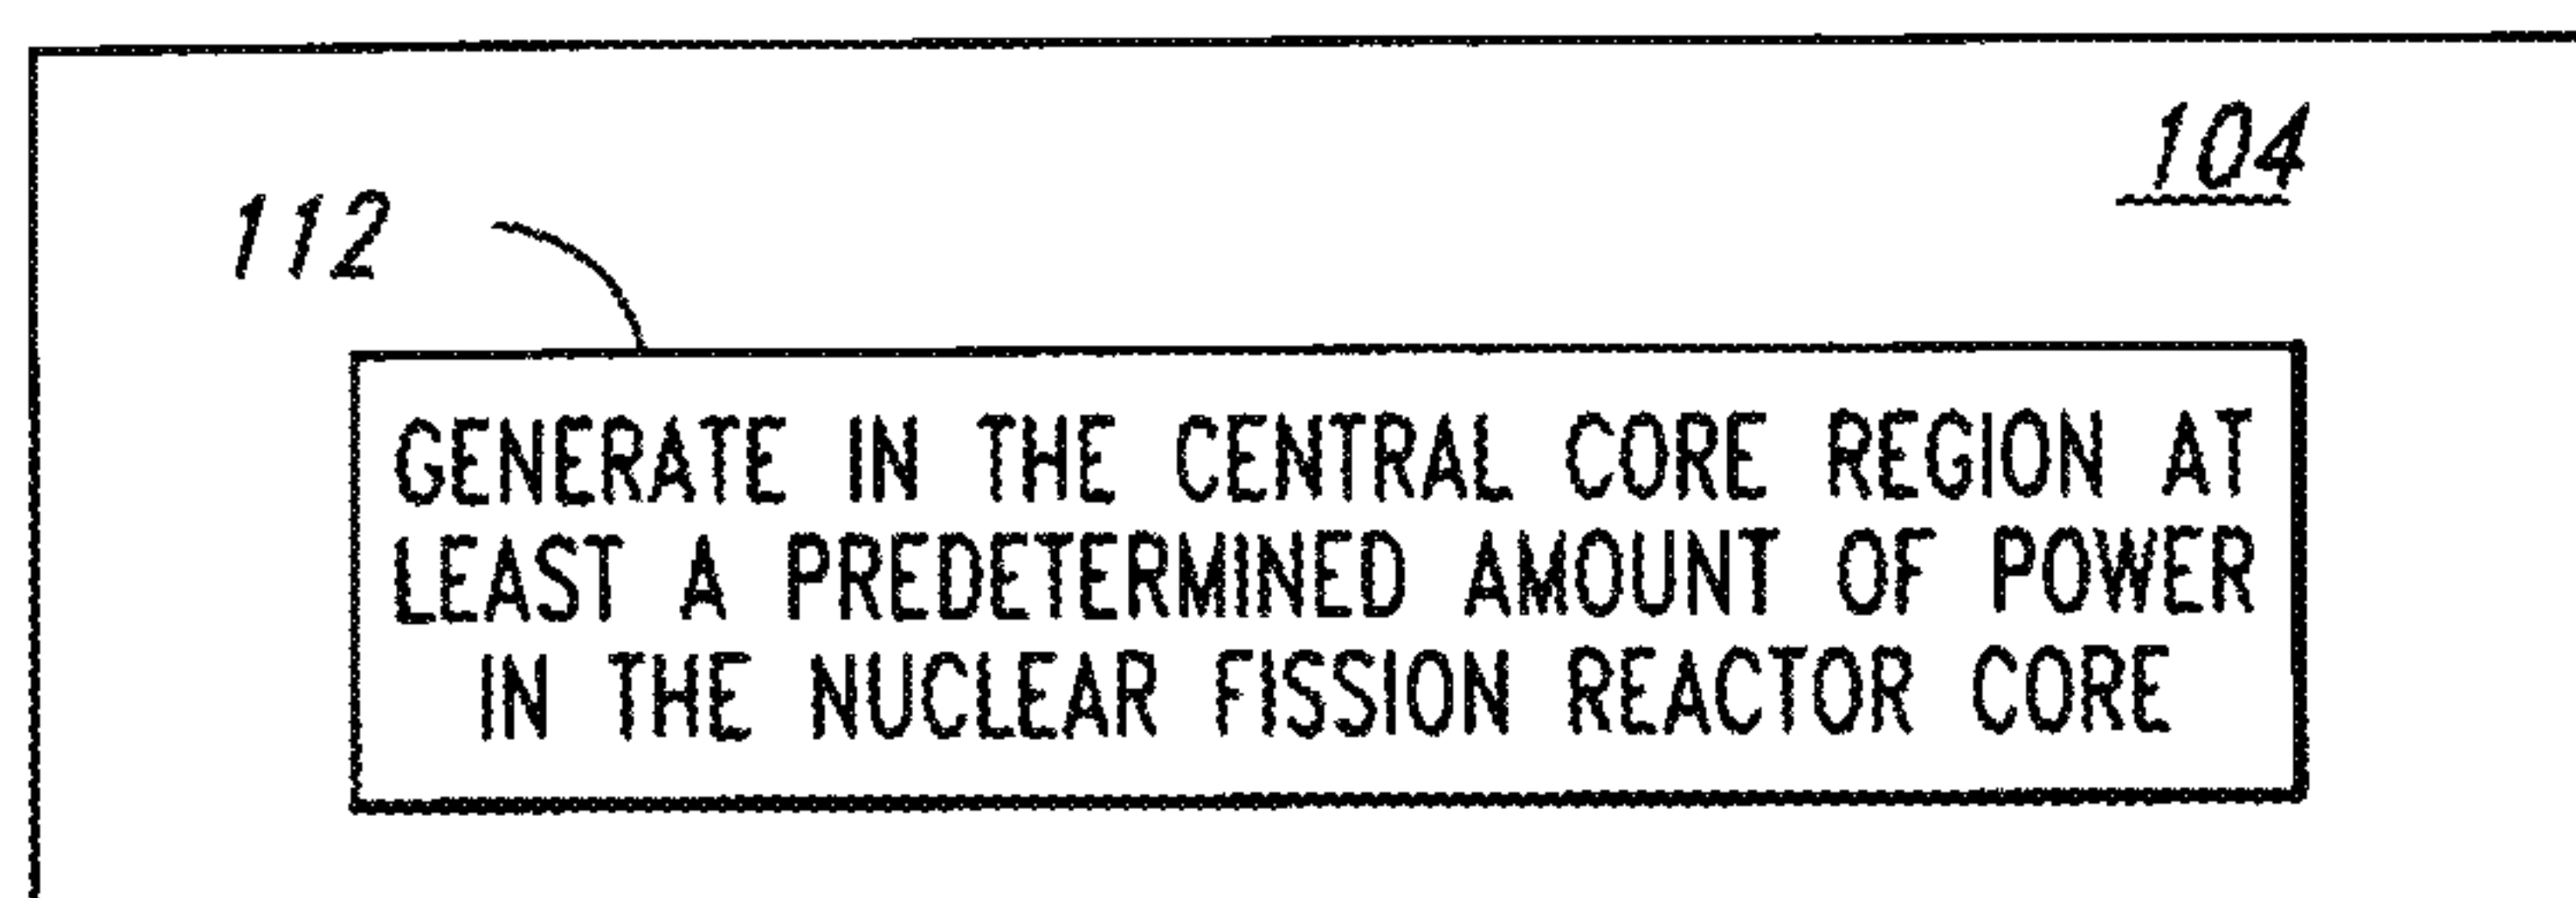 104
112
GENERATE IN THE CENTRAL CORE REGION AT
LEAST A PREDETERMINED AMOUNT OF POWER
IN THE NUCLEAR FISSION REACTOR CORE